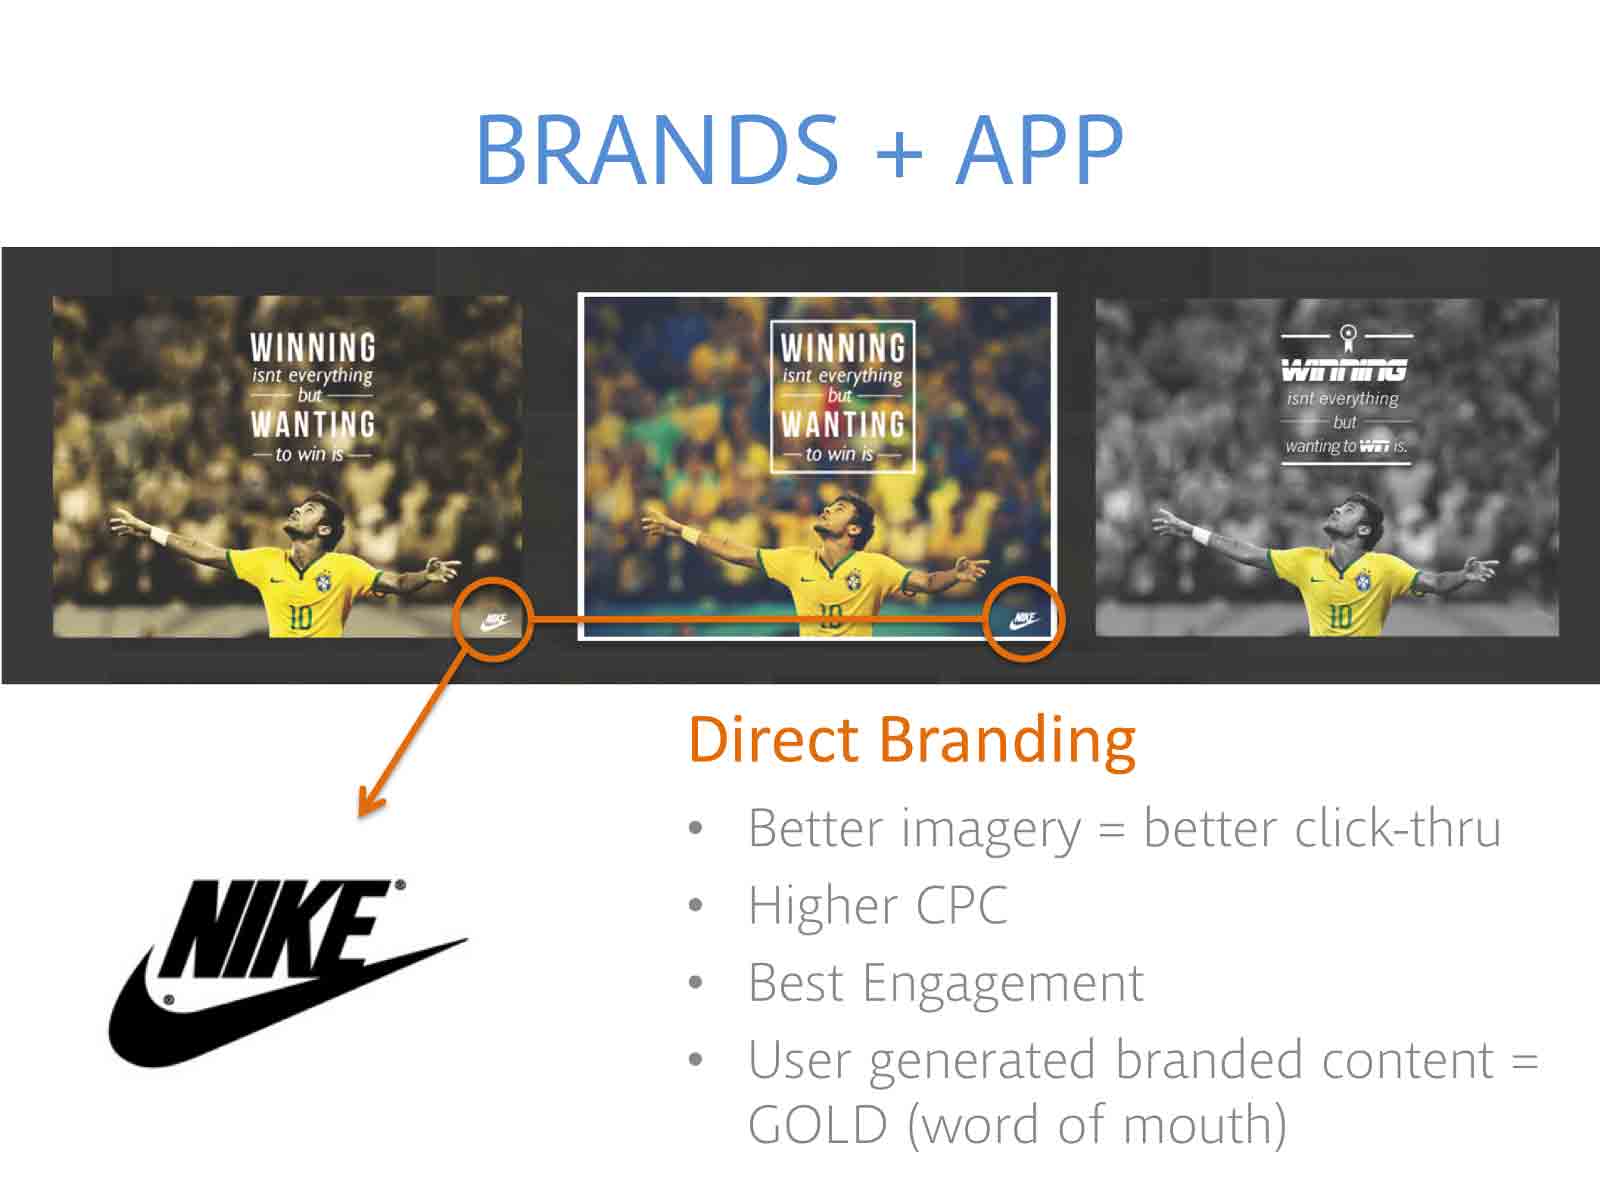 BRANDS + APP
WINNING
isnt everything
but
WANTING
to win is
10
NIKE
WINNING
isnt everything
but
WANTING
to win is
10
NIKE
WINNING
isnt everything
but
wanting to WIN is.
10
NIKE®
®
Direct Branding
• Better imagery = better click-thru
• Higher CPC
• Best Engagement
• User generated branded content =
GOLD (word of mouth)